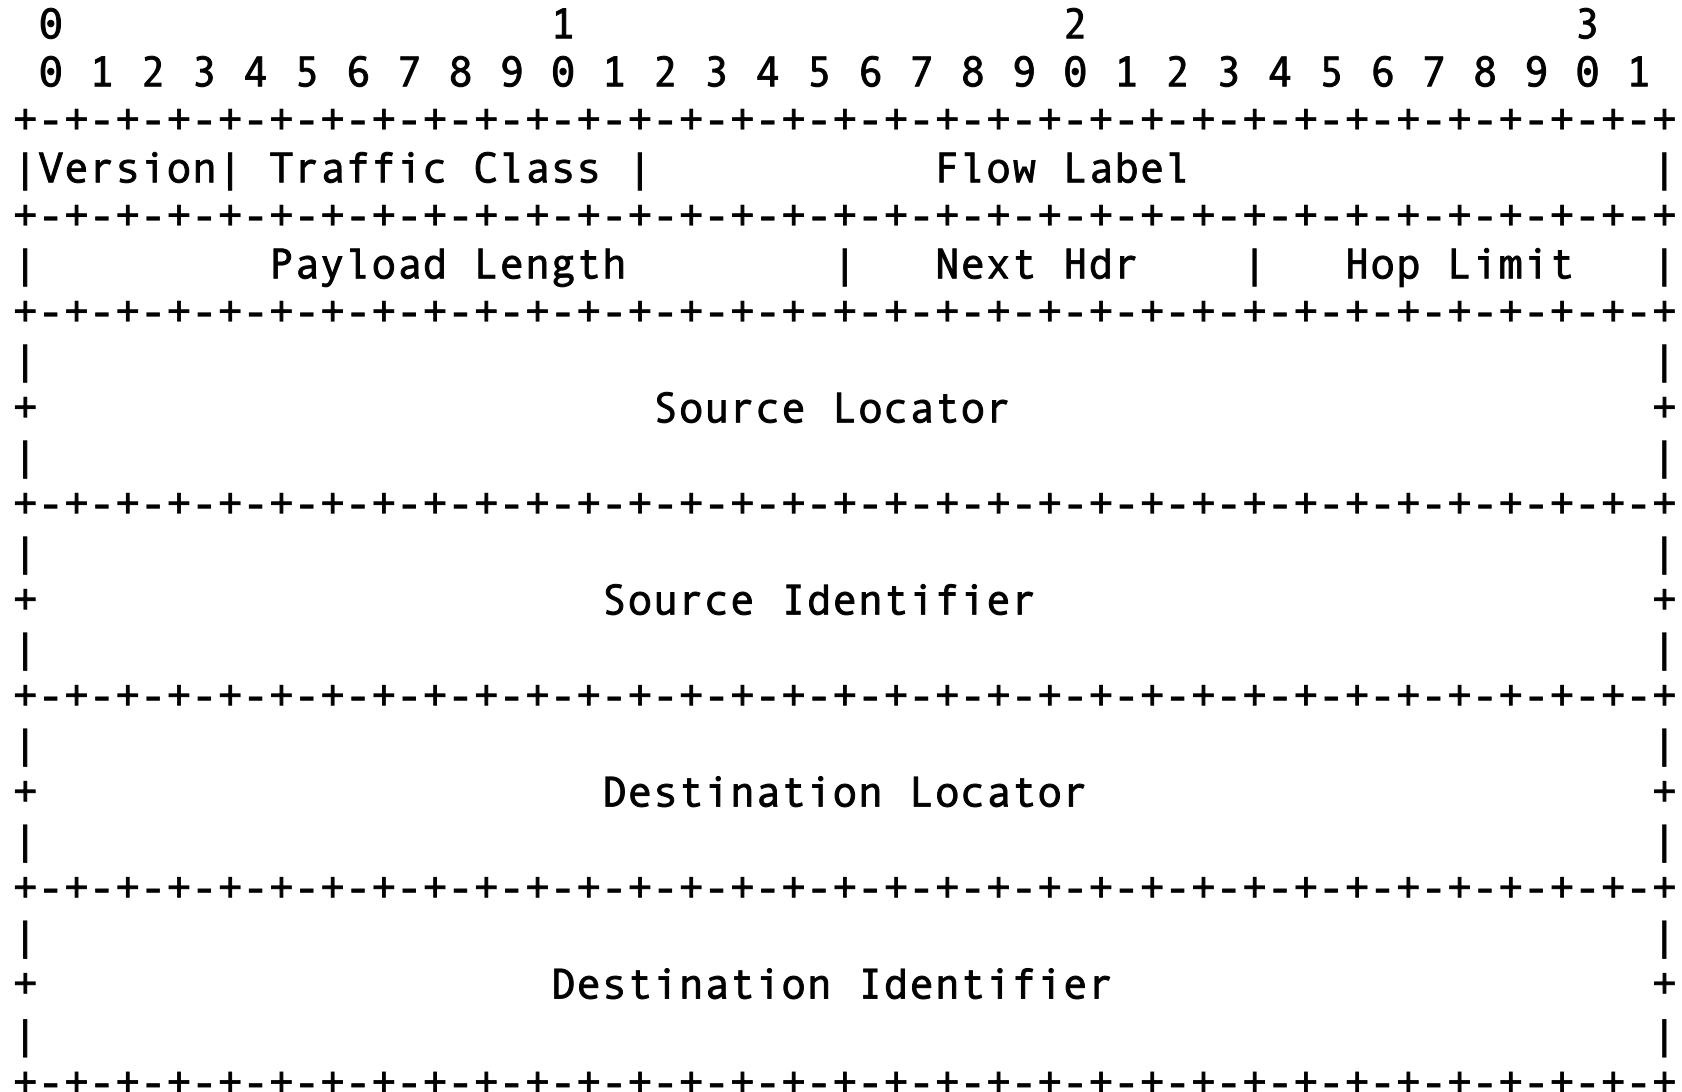 0                   1                   2                   3
 0 1 2 3 4 5 6 7 8 9 0 1 2 3 4 5 6 7 8 9 0 1 2 3 4 5 6 7 8 9 0 1
+-+-+-+-+-+-+-+-+-+-+-+-+-+-+-+-+-+-+-+-+-+-+-+-+-+-+-+-+-+-+-+-+
|Version| Traffic Class |           Flow Label                  |
+-+-+-+-+-+-+-+-+-+-+-+-+-+-+-+-+-+-+-+-+-+-+-+-+-+-+-+-+-+-+-+-+
|         Payload Length        |   Next Hdr    |   Hop Limit   |
+-+-+-+-+-+-+-+-+-+-+-+-+-+-+-+-+-+-+-+-+-+-+-+-+-+-+-+-+-+-+-+-+
|                                                               |
+                        Source Locator                         +
|                                                               |
+-+-+-+-+-+-+-+-+-+-+-+-+-+-+-+-+-+-+-+-+-+-+-+-+-+-+-+-+-+-+-+-+
|                                                               |
+                      Source Identifier                        +
|                                                               |
+-+-+-+-+-+-+-+-+-+-+-+-+-+-+-+-+-+-+-+-+-+-+-+-+-+-+-+-+-+-+-+-+
|                                                               |
+                      Destination Locator                      +
|                                                               |
+-+-+-+-+-+-+-+-+-+-+-+-+-+-+-+-+-+-+-+-+-+-+-+-+-+-+-+-+-+-+-+-+
|                                                               |
+                    Destination Identifier                     +
|                                                               |
+-+-+-+-+-+-+-+-+-+-+-+-+-+-+-+-+-+-+-+-+-+-+-+-+-+-+-+-+-+-+-+-+